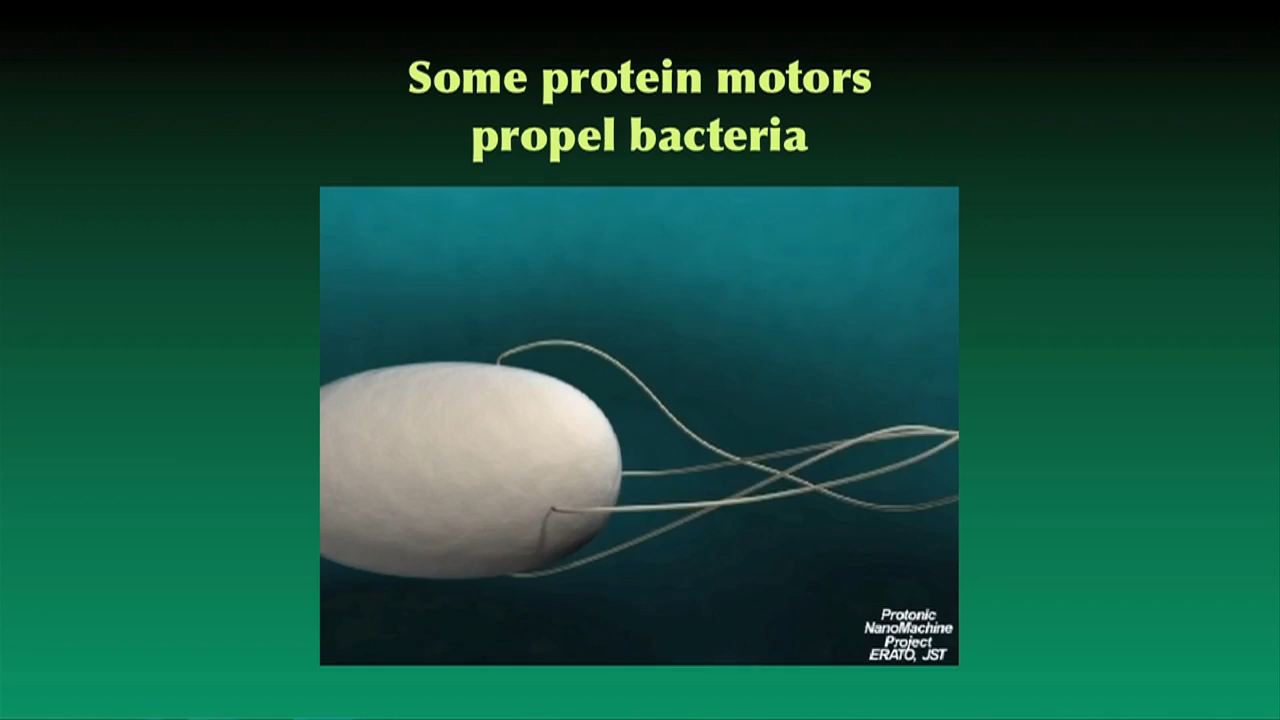 Some protein motors
propel bacteria
Protonic
NanoMachine
Project
ERATO, JST